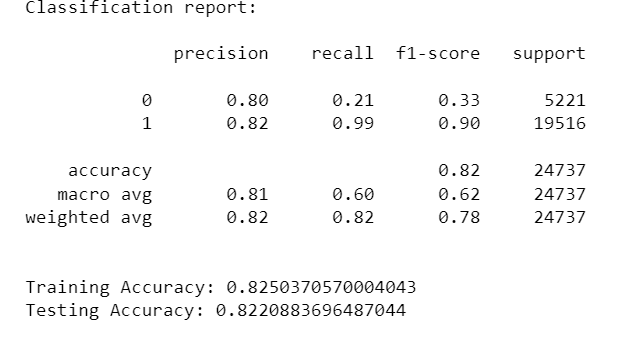 Classification report:
precision recall f1-score support
0 0.80 0.21 0.33 5221
1 0.82 0.99 0.90 19516
accuracy 0.82 24737
macro avg 0.81 0.60 0.62 24737
weighted avg 0.82 0.82 0.78 24737
Training Accuracy: 0.8250370570004043
Testing Accuracy: 0.8220883696487044